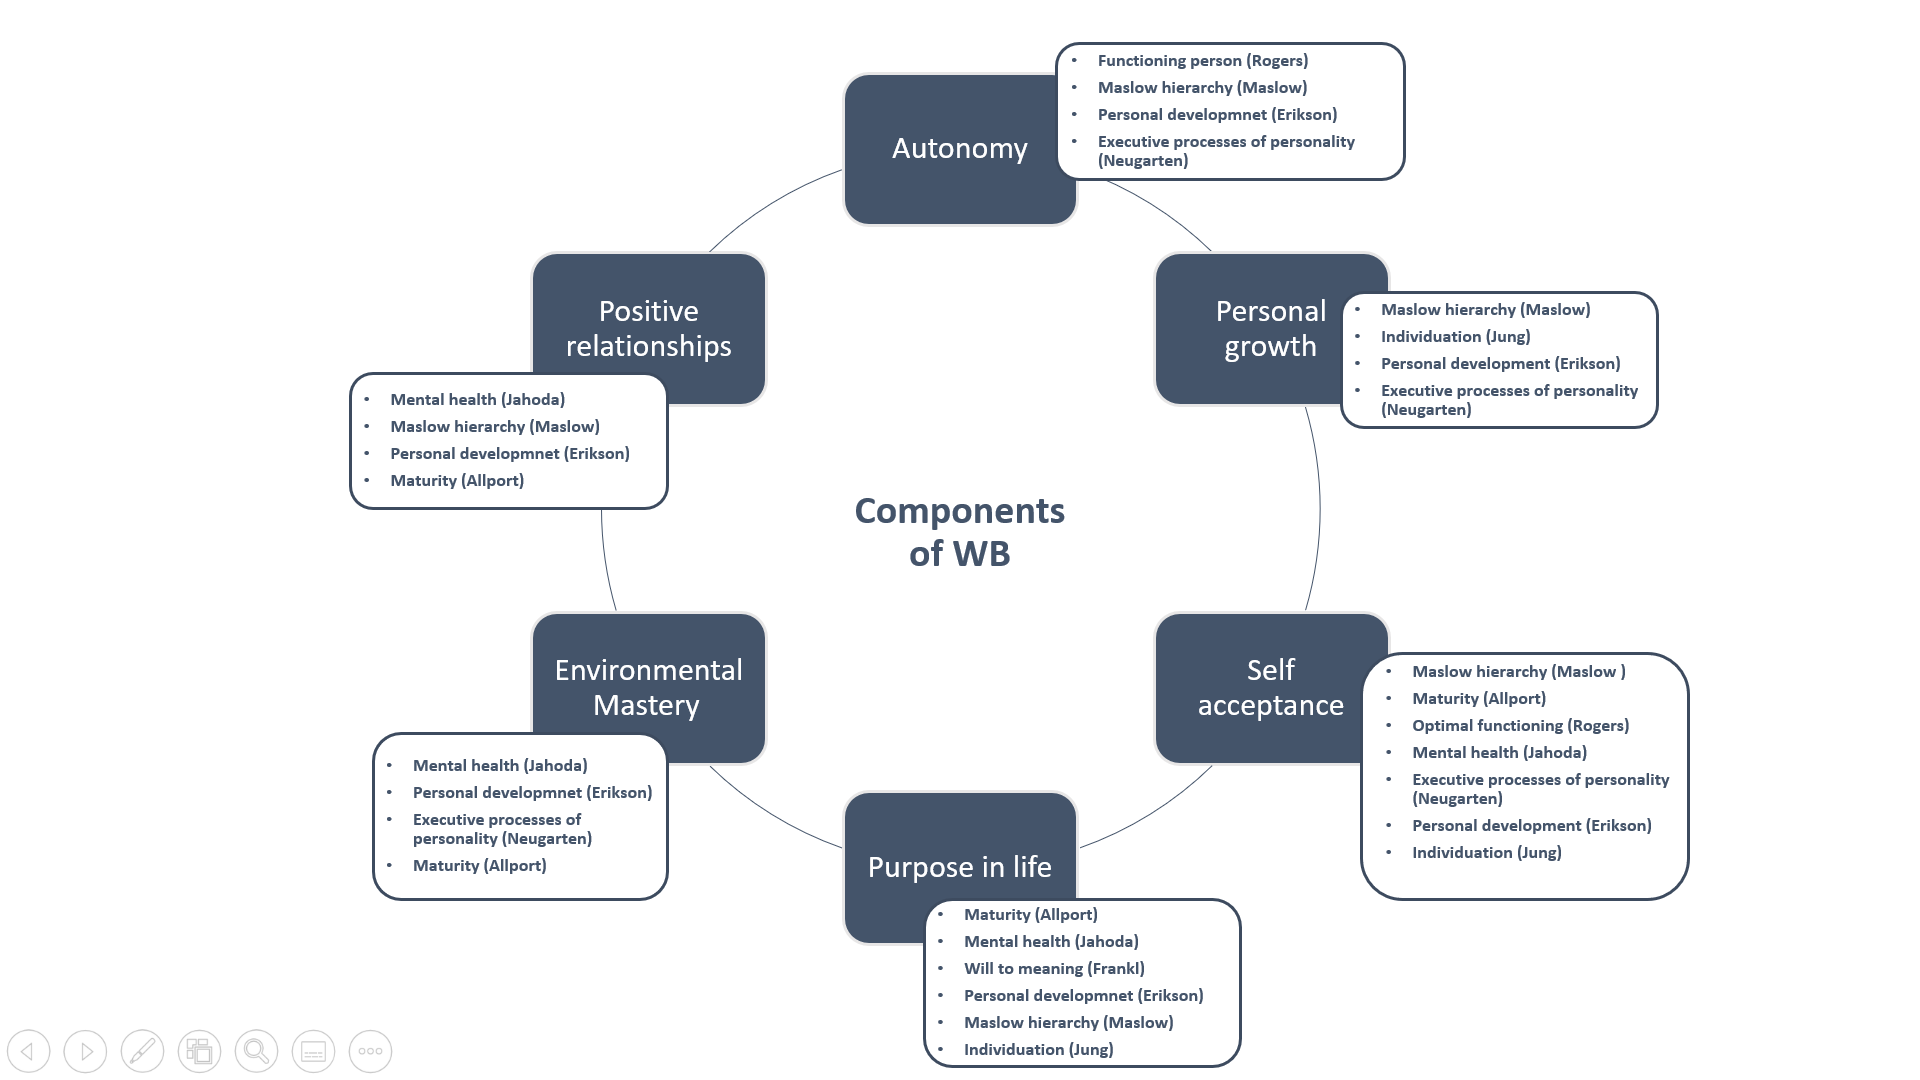 Autonomy
• Functioning person (Rogers)
• Maslow hierarchy (Maslow)
• Personal developmnet (Erikson)
• Executive processes of personality
(Neugarten)
Personal
growth
• Maslow hierarchy (Maslow)
• Individuation (Jung)
• Personal development (Erikson)
• Executive processes of personality
(Neugarten)
Self
acceptance
• Maslow hierarchy (Maslow )
• Maturity (Allport)
• Optimal functioning (Rogers)
• Mental health (Jahoda)
• Executive processes of personality
(Neugarten)
• Personal development (Erikson)
• Individuation (Jung)
Purpose in life
• Maturity (Allport)
• Mental health (Jahoda)
• Will to meaning (Frankl)
• Personal developmnet (Erikson)
• Maslow hierarchy (Maslow)
• Individuation (Jung)
Environmental
Mastery
• Mental health (Jahoda)
• Personal developmnet (Erikson)
• Executive processes of
personality (Neugarten)
• Maturity (Allport)
Positive
relationships
• Mental health (Jahoda)
• Maslow hierarchy (Maslow)
• Personal developmnet (Erikson)
• Maturity (Allport)
Components
of WB